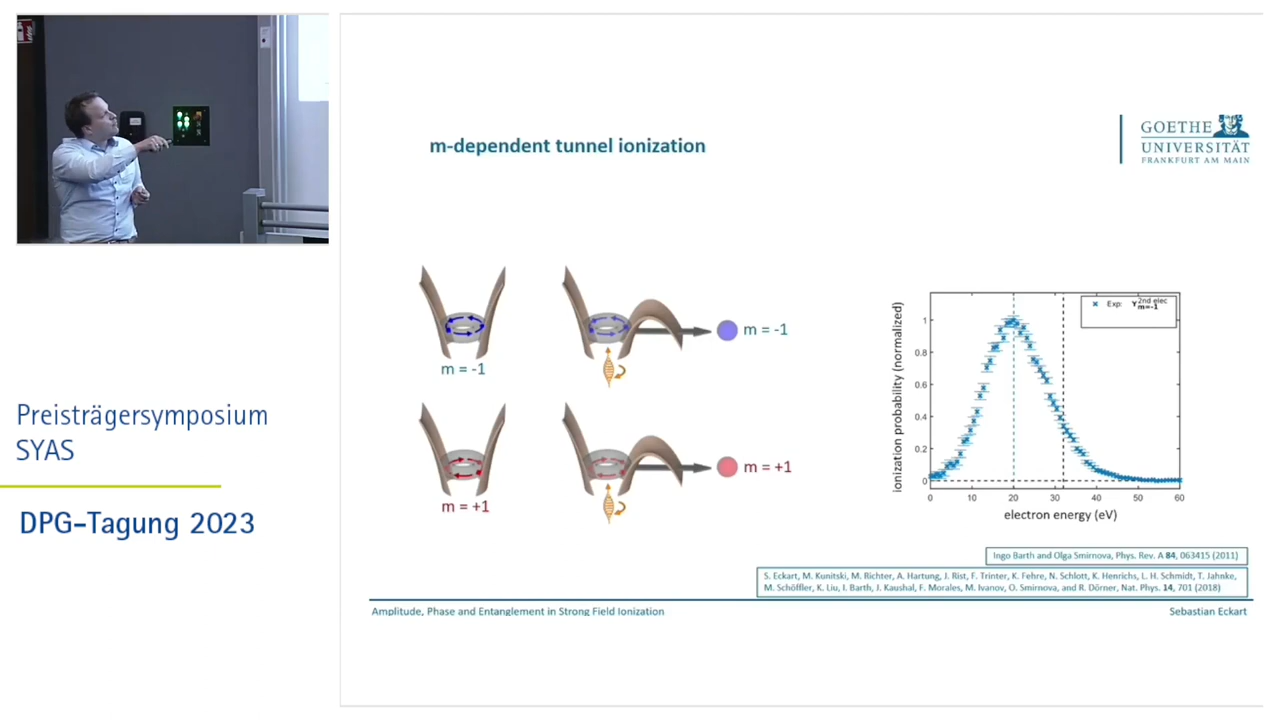 m-dependent tunnel ionization
GOETHE
UNIVERSITÄT
FRANKFURT AM MAIN
m = -1
m = -1
m = +1
m = +1
ionization probability (normalized)
1
0.8
0.6
0.4
0.2
0
0 10 20 30 40 50 60
electron energy (eV)
Exp: Y 2nd elec m=-1
Preisträgersymposium
SYAS
DPG-Tagung 2023
Ingo Barth and Olga Smirnova, Phys. Rev. A 84, 063415 (2011)
S. Eckart, M. Kunitski, M. Richter, A. Hartung, J. Rist, F. Trinter, K. Fehre, N. Schlott, K. Henrichs, L. H. Schmidt, T. Jahnke,
M. Schöffler, K. Liu, I. Barth, J. Kaushal, F. Morales, M. Ivanov, O. Smirnova, and R. Dörner, Nat. Phys. 14, 701 (2018)
Amplitude, Phase and Entanglement in Strong Field Ionization
Sebastian Eckart